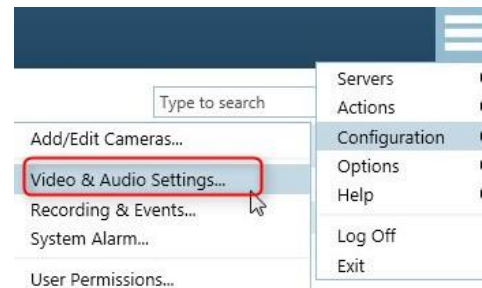 Type to search
Servers
Actions
Configuration
Options
Help
Log Off
Exit
Add/Edit Cameras...
Video & Audio Settings...
Recording & Events...
System Alarm...
User Permissions...